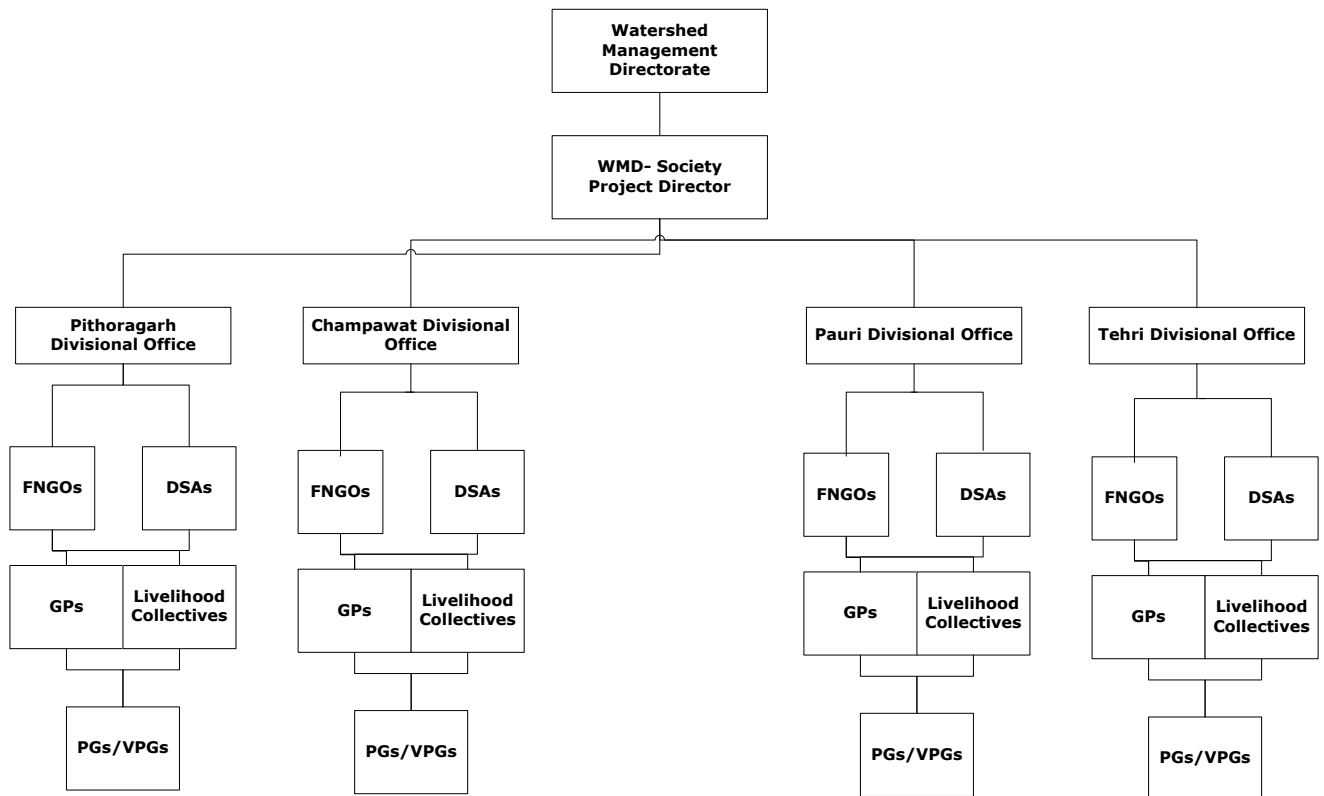 Watershed
Management
Directorate
WMD- Society
Project Director
Pithoragarh
Divisional Office
Champawat Divisional
Office
Pauri Divisional Office
Tehri Divisional Office
FNGOs
DSAs
FNGOs
DSAs
FNGOs
DSAs
FNGOs
DSAs
GPs
Livelihood
Collectives
GPs
Livelihood
Collectives
GPs
Livelihood
Collectives
GPs
Livelihood
Collectives
PGs/VPGs
PGs/VPGs
PGs/VPGs
PGs/VPGs